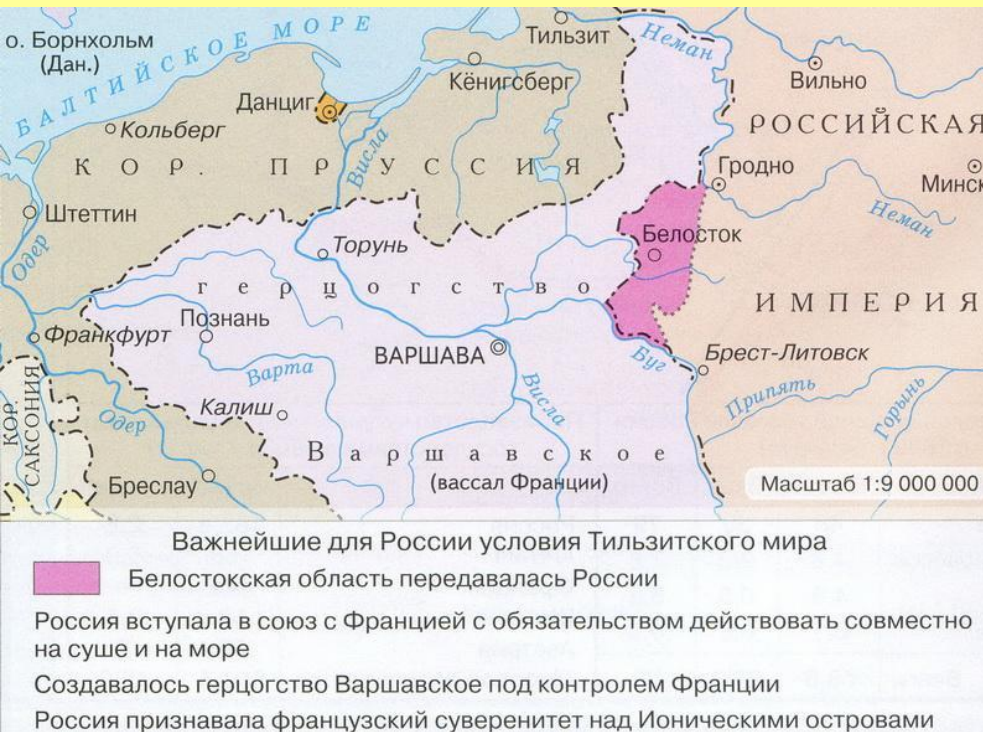 БАЛТИЙСКОЕ МОРЕ
о. Борнхольм
(Дан.)
Тильзит
Неман
Кёнигсберг
Вильно
Данциг
Кольберг
РОССИЙСКАЯ
КОР. ПРУССИЯ
Висла
Гродно
Минск
Штеттин
Неман
Одер
Торунь
Белосток
герцогство
ИМПЕРИЯ
Познань
Франкфурт
ВАРШАВА
Буг
Брест-Литовск
Варта
Висла
Припять
Горынь
КОР.
САКСОНИЯ
Калиш
Одер
Варшавское
(вассал Франции)
Бреслау
Масштаб 1:9 000 000
Важнейшие для России условия Тильзитского мира
Белостокская область передавалась России
Россия вступала в союз с Францией с обязательством действовать совместно
на суше и на море
Создавалось герцогство Варшавское под контролем Франции
Россия признавала французский суверенитет над Ионическими островами